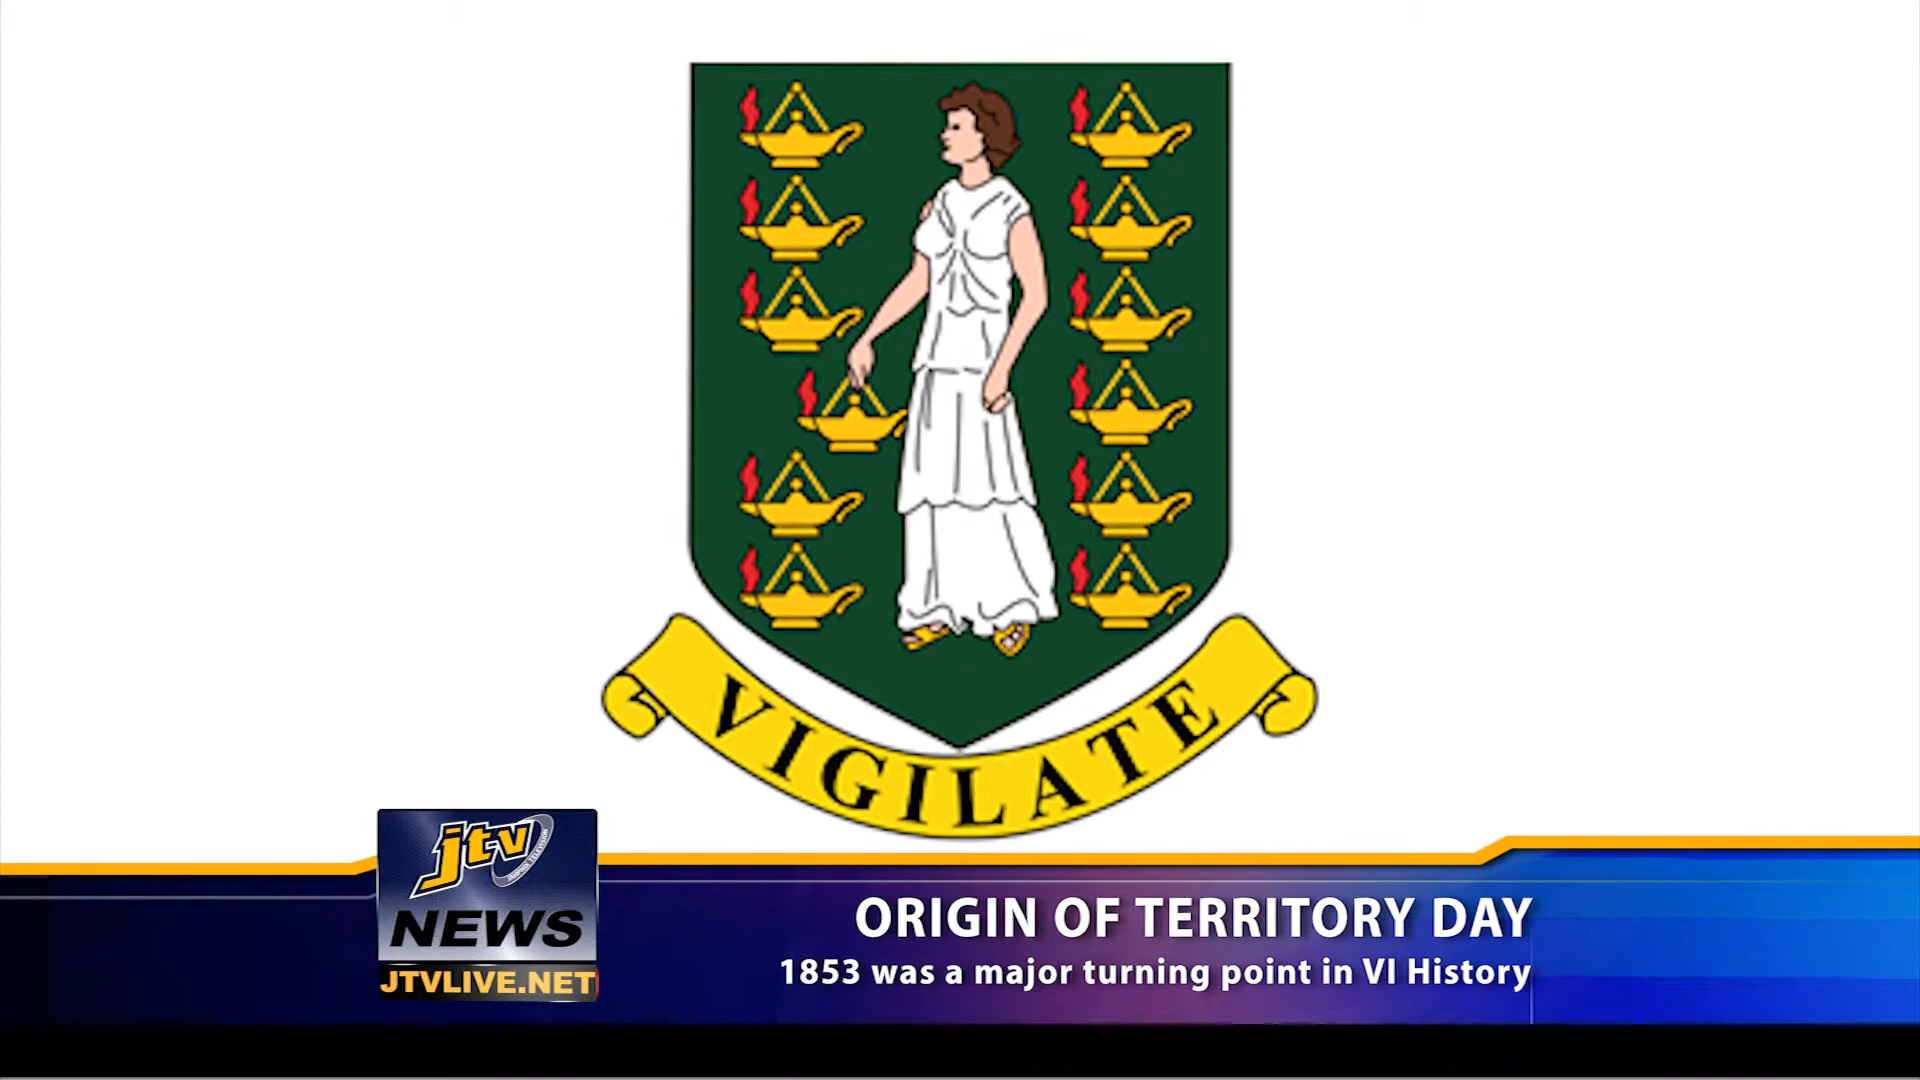 VIGILATE
jtv
NEWS
JTVLIVE.NET
ORIGIN OF TERRITORY DAY
1853 was a major turning point in VI History